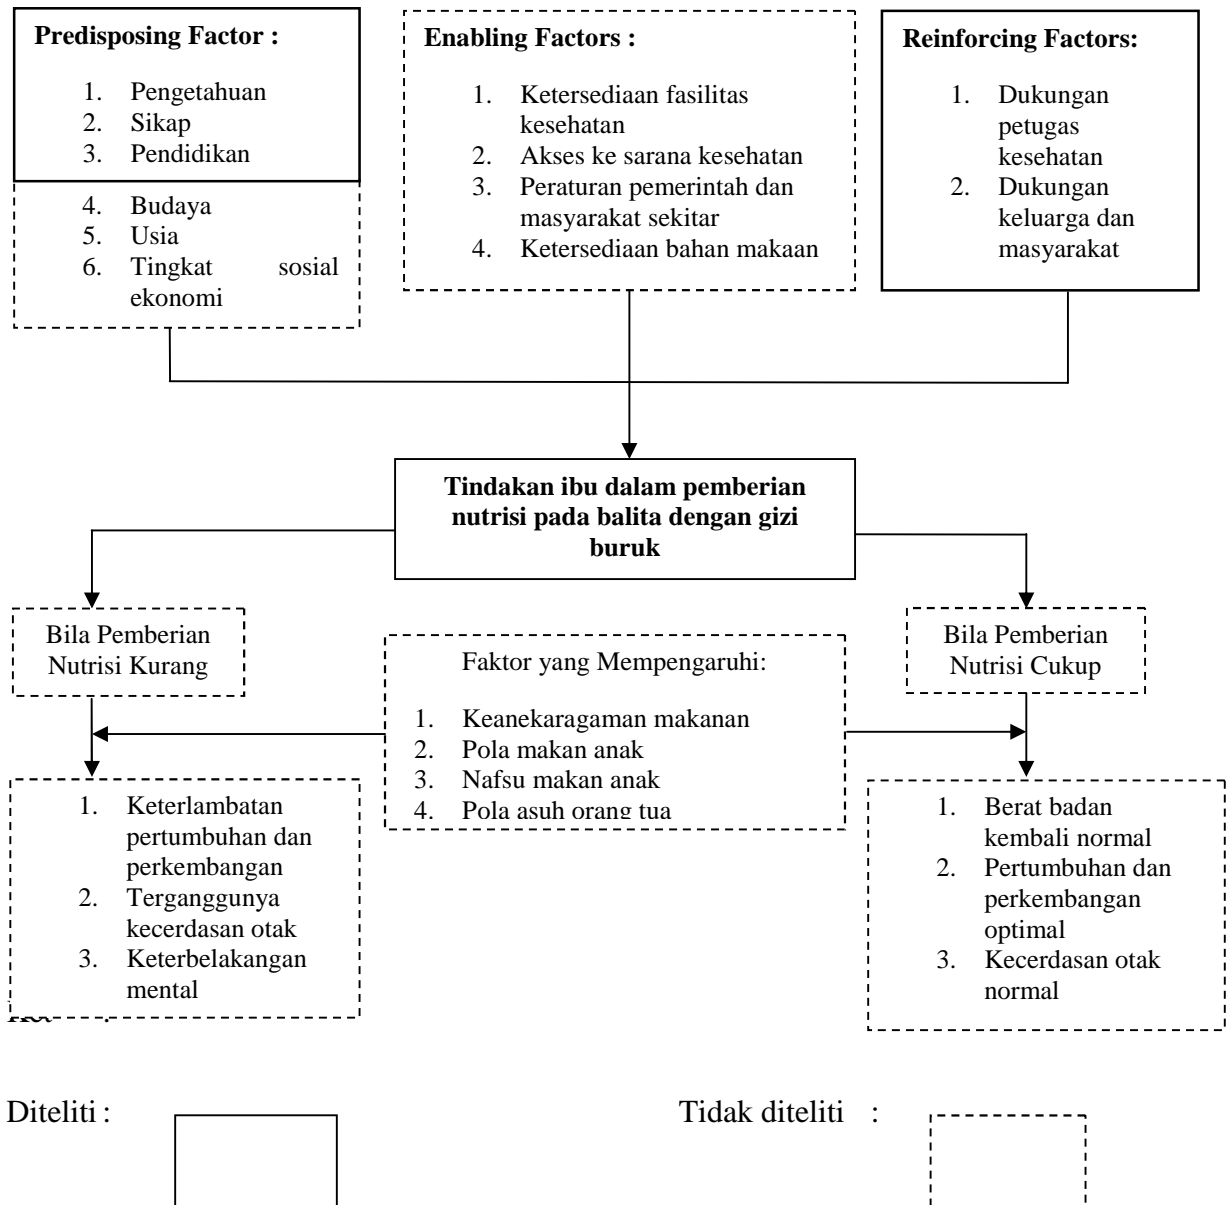 Predisposing Factor :
1. Pengetahuan
2. Sikap
3. Pendidikan
4. Budaya
5. Usia
6. Tingkat sosial
ekonomi
Enabling Factors :
1. Ketersediaan fasilitas
kesehatan
2. Akses ke sarana kesehatan
3. Peraturan pemerintah dan
masyarakat sekitar
4. Ketersediaan bahan makaan
Reinforcing Factors:
1. Dukungan
petugas
kesehatan
2. Dukungan
keluarga dan
masyarakat
Tindakan ibu dalam pemberian
nutrisi pada balita dengan gizi
buruk
Bila Pemberian
Nutrisi Kurang
Faktor yang Mempengaruhi:
1. Keanekaragaman makanan
2. Pola makan anak
3. Nafsu makan anak
4. Pola asuh orang tua
Bila Pemberian
Nutrisi Cukup
1. Keterlambatan
pertumbuhan dan
perkembangan
2. Terganggunya
kecerdasan otak
3. Keterbelakangan
mental
1. Berat badan
kembali normal
2. Pertumbuhan dan
perkembangan
optimal
3. Kecerdasan otak
normal
Diteliti :
Tidak diteliti :